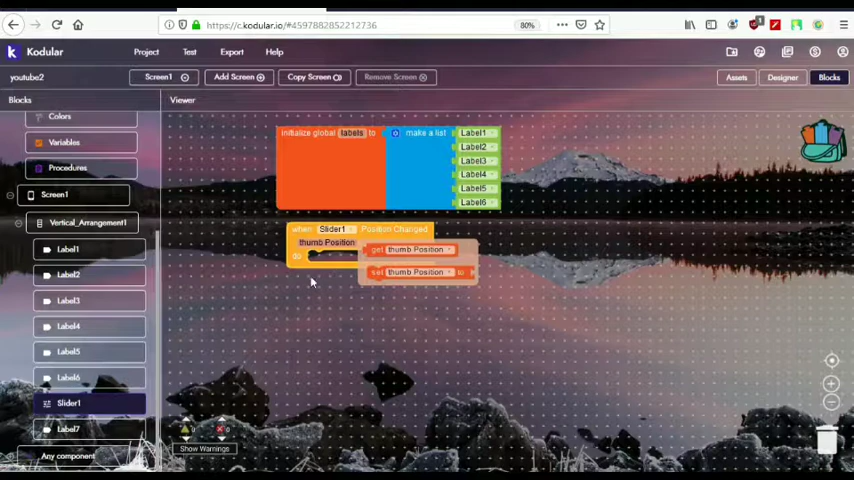 https://c.kodular.io/#4597882852212736
80%
Kodular
Project
Test
Export
Help
youtube2
Screen1
Add Screen
Copy Screen
Remove Screen
Assets
Designer
Blocks
Blocks
Viewer
Colors
Variables
Procedures
Screen1
Vertical_Arrangement1
Label1
Label2
Label3
Label4
Label5
Label6
Slider1
Label7
Any component
initialize global labels to
make a list
Label1
Label2
Label3
Label4
Label5
Label6
when Slider1 .Position Changed
thumb Position
do
get thumb Position
set thumb Position to
0
0
Show Warnings